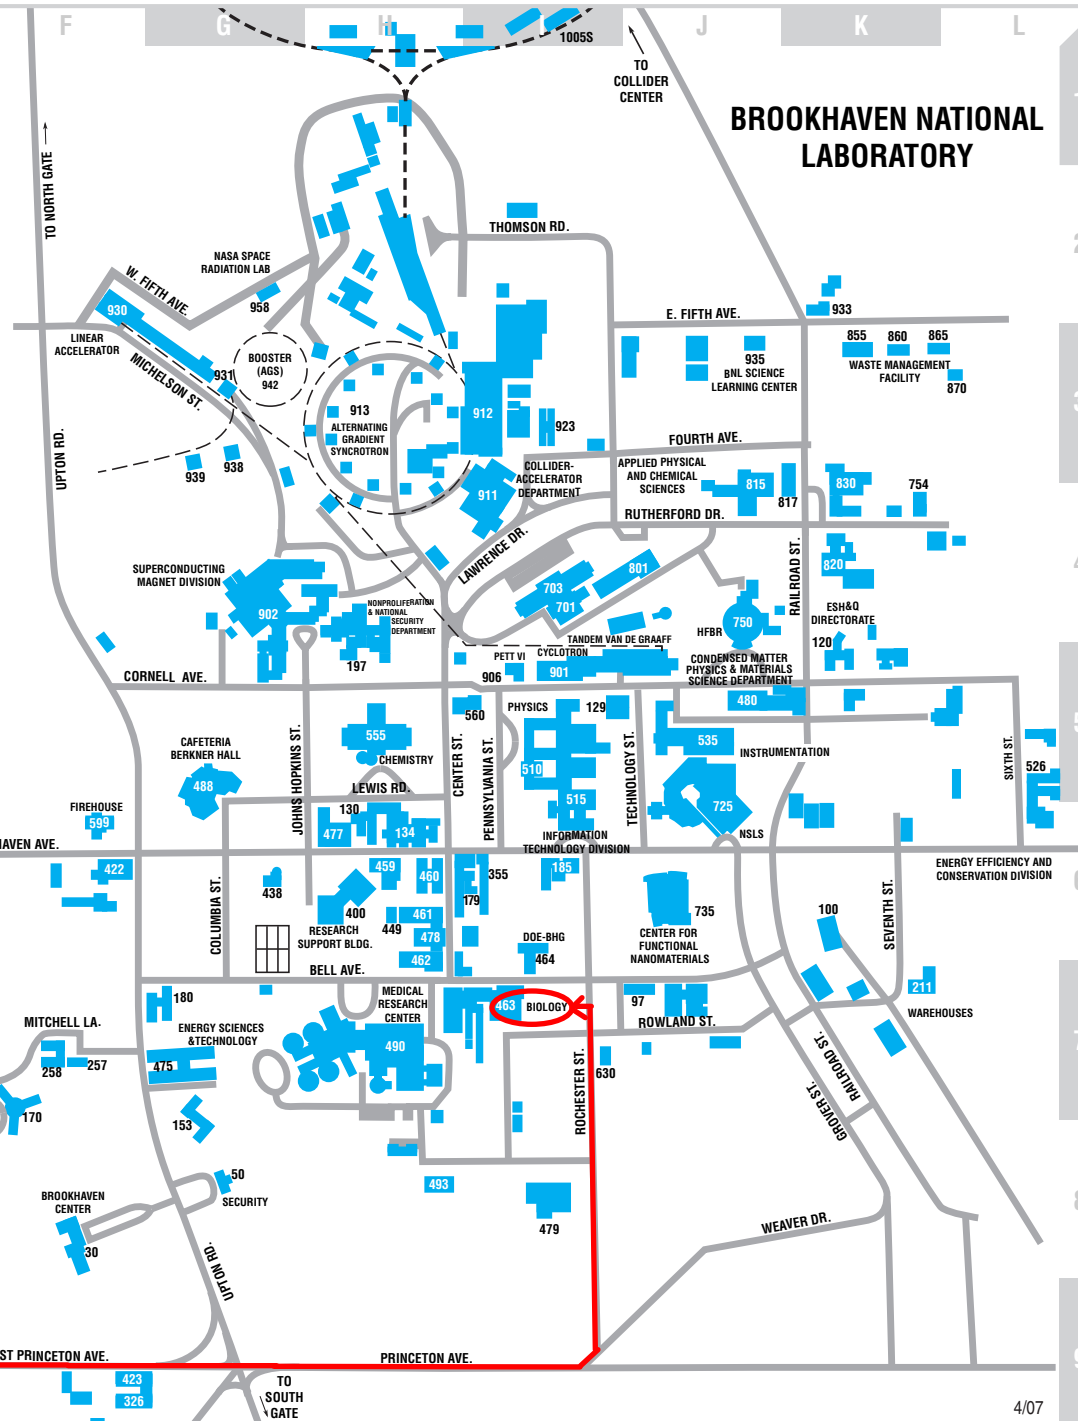 F
G
H
I
J
K
L
1005S
TO
COLLIDER
CENTER
BROOKHAVEN NATIONAL
LABORATORY
TO NORTH GATE
THOMSON RD.
NASA SPACE
RADIATION LAB
W. FIFTH AVE.
958
930
933
E. FIFTH AVE.
LINEAR
ACCELERATOR
MICHELSON ST.
931
BOOSTER
(AGS)
942
935
BNL SCIENCE
LEARNING CENTER
855
860
865
WASTE MANAGEMENT
FACILITY
870
913
ALTERNATING
GRADIENT
SYNCROTRON
912
923
FOURTH AVE.
UPTON RD.
939
938
911
COLLIDER-
ACCELERATOR
DEPARTMENT
APPLIED PHYSICAL
AND CHEMICAL
SCIENCES
815
817
830
754
RUTHERFORD DR.
LAWRENCE DR.
RAILROAD ST.
SUPERCONDUCTING
MAGNET DIVISION
902
NONPROLIFERATION
& NATIONAL
SECURITY
DEPARTMENT
197
703
701
801
820
750
HFBR
ESH&Q
DIRECTORATE
120
TANDEM VAN DE GRAAFF
CYCLOTRON
PETT VI
906
901
CONDENSED MATTER
PHYSICS & MATERIALS
SCIENCE DEPARTMENT
CORNELL AVE.
480
560
PHYSICS
129
555
CHEMISTRY
CAFETERIA
BERKNER HALL
488
JOHNS HOPKINS ST.
CENTER ST.
PENNSYLVANIA ST.
510
515
TECHNOLOGY ST.
535
INSTRUMENTATION
725
NSLS
SIXTH ST.
526
LEWIS RD.
130
477
134
FIREHOUSE
599
INFORMATION
TECHNOLOGY DIVISION
HAVEN AVE.
422
459
460
355
179
185
ENERGY EFFICIENCY AND
CONSERVATION DIVISION
COLUMBIA ST.
438
400
449
461
478
462
RESEARCH
SUPPORT BLDG.
DOE-BHG
464
735
CENTER FOR
FUNCTIONAL
NANOMATERIALS
100
SEVENTH ST.
BELL AVE.
180
MEDICAL
RESEARCH
CENTER
463
BIOLOGY
97
ROWLAND ST.
211
WAREHOUSES
MITCHELL LA.
258
257
ENERGY SCIENCES
&TECHNOLOGY
475
490
ROCHESTER ST.
630
RAILROAD ST.
GROVER ST.
170
153
50
SECURITY
493
479
BROOKHAVEN
CENTER
30
WEAVER DR.
UPTON RD.
ST PRINCETON AVE.
PRINCETON AVE.
423
326
TO
SOUTH
GATE
4/07